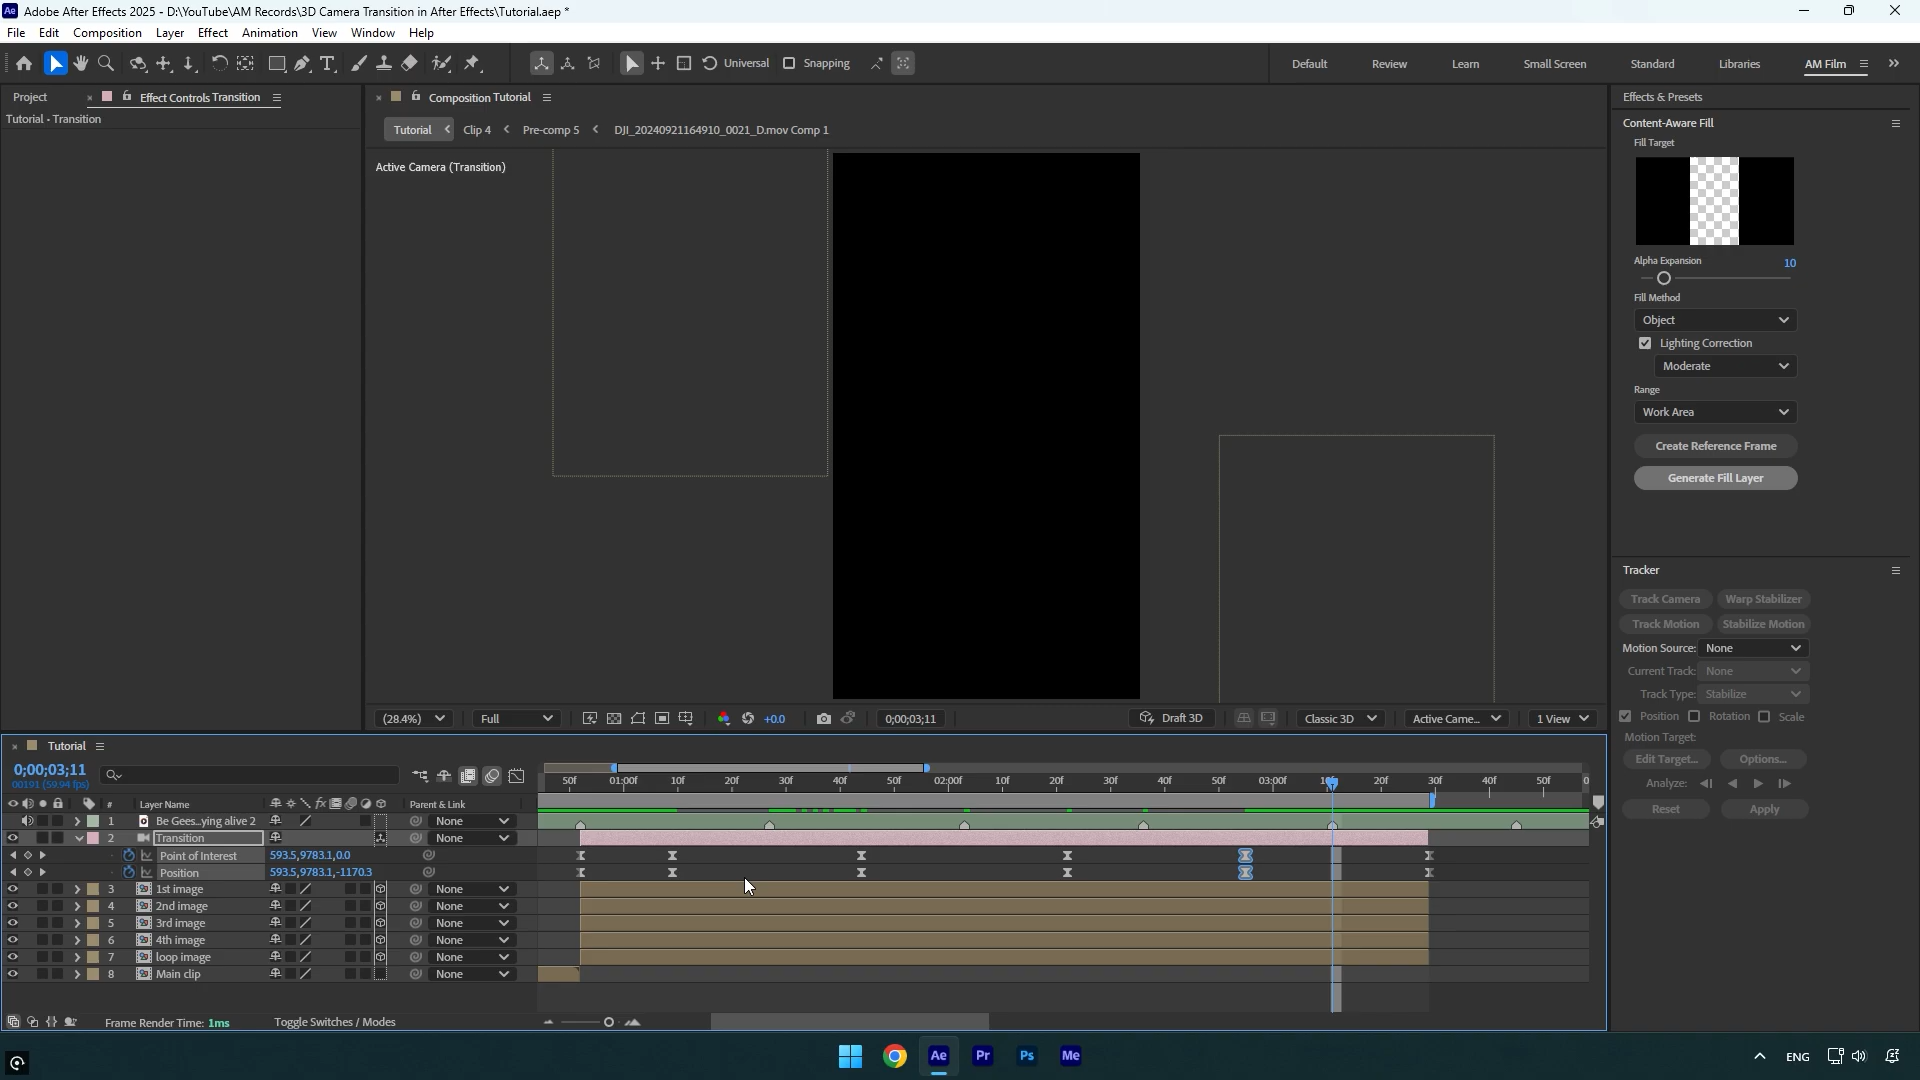 Adobe After Effects 2025 - D:\YouTube\AM Records\3D Camera Transition in After Effects\Tutorial.aep *
File Edit Composition Layer Effect Animation View Window Help
Universal Snapping Default Review Learn Small Screen Standard Libraries AM Film
Project Effect Controls Transition
Tutorial - Transition
Composition Tutorial
Tutorial Clip 4 Pre-comp 5 DJI_20240921164910_0021_D.mov Comp 1
Active Camera (Transition)
(28.4%) Full +0.0 0;00;03;11 Draft 3D Classic 3D Active Came... 1 View
Effects & Presets
Content-Aware Fill
Fill Target
Alpha Expansion 10
Fill Method
Object
Lighting Correction
Moderate
Range
Work Area
Create Reference Frame
Generate Fill Layer
Tracker
Track Camera Warp Stabilizer
Track Motion Stabilize Motion
Motion Source: None
Current Track: None
Track Type: Stabilize
Position Rotation Scale
Motion Target:
Edit Target... Options...
Analyze:
Reset Apply
Tutorial
0;00;03;11
00191 (59.94 fps)
50f 01:00f 10f 20f 30f 40f 50f 02:00f 10f 20f 30f 40f 50f 03:00f 10f 20f 30f 40f 50f
# Layer Name Parent & Link
1 Be Gees...ying alive 2 None
2 Transition None
Point of Interest 593.5,9783.1,0.0
Position 593.5,9783.1,-1170.3
3 1st image None
4 2nd image None
5 3rd image None
6 4th image None
7 loop image None
8 Main clip None
Frame Render Time: 1ms Toggle Switches / Modes
Ae Pr Ps Me ENG